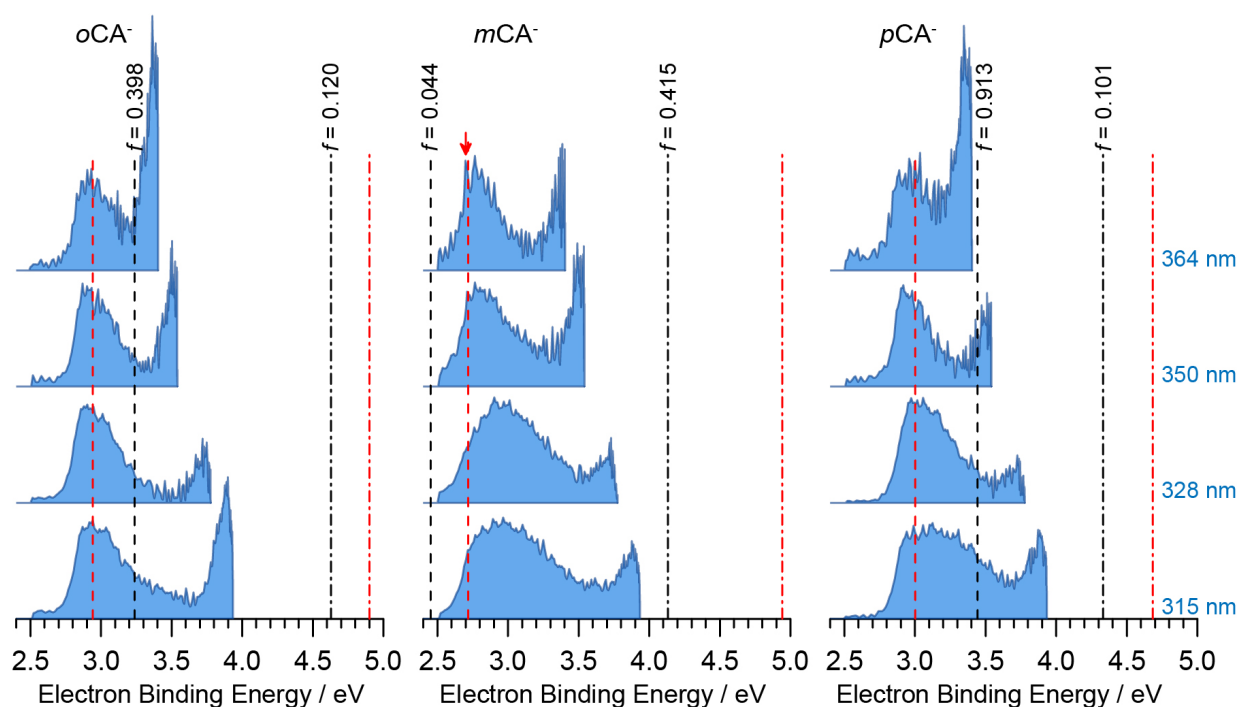 oCA-
mCA-
pCA-
f = 0.398
f = 0.120
f = 0.044
f = 0.415
f = 0.913
f = 0.101
364 nm
350 nm
328 nm
315 nm
2.5 3.0 3.5 4.0 4.5 5.0
2.5 3.0 3.5 4.0 4.5 5.0
2.5 3.0 3.5 4.0 4.5 5.0
Electron Binding Energy / eV
Electron Binding Energy / eV
Electron Binding Energy / eV